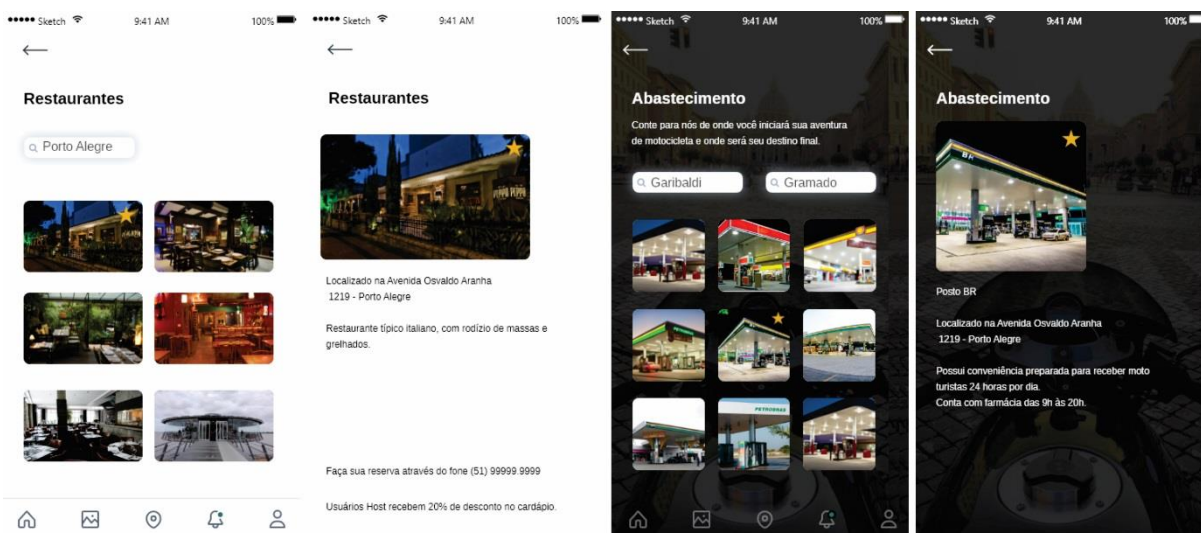 ●●●●● Sketch 9:41 AM 100%
Restaurantes
Porto Alegre
●●●●● Sketch 9:41 AM 100%
Restaurantes
Localizado na Avenida Osvaldo Aranha
1219 - Porto Alegre
Restaurante típico italiano, com rodízio de massas e
grelhados.
Faça sua reserva através do fone (51) 99999 9999
Usuários Host recebem 20% de desconto no cardápio.
●●●●● Sketch 9:41 AM 100%
Abastecimento
Conte para nós de onde você iniciará sua aventura
de motocicleta e onde será seu destino final.
Garibaldi
Gramado
PETROBRAS
●●●●● Sketch 9:41 AM 100%
Abastecimento
BR
Posto BR
Localizado na Avenida Osvaldo Aranha
1219 - Porto Alegre
Possui conveniência preparada para receber moto
turistas 24 horas por dia.
Conta com farmácia das 9h às 20h.